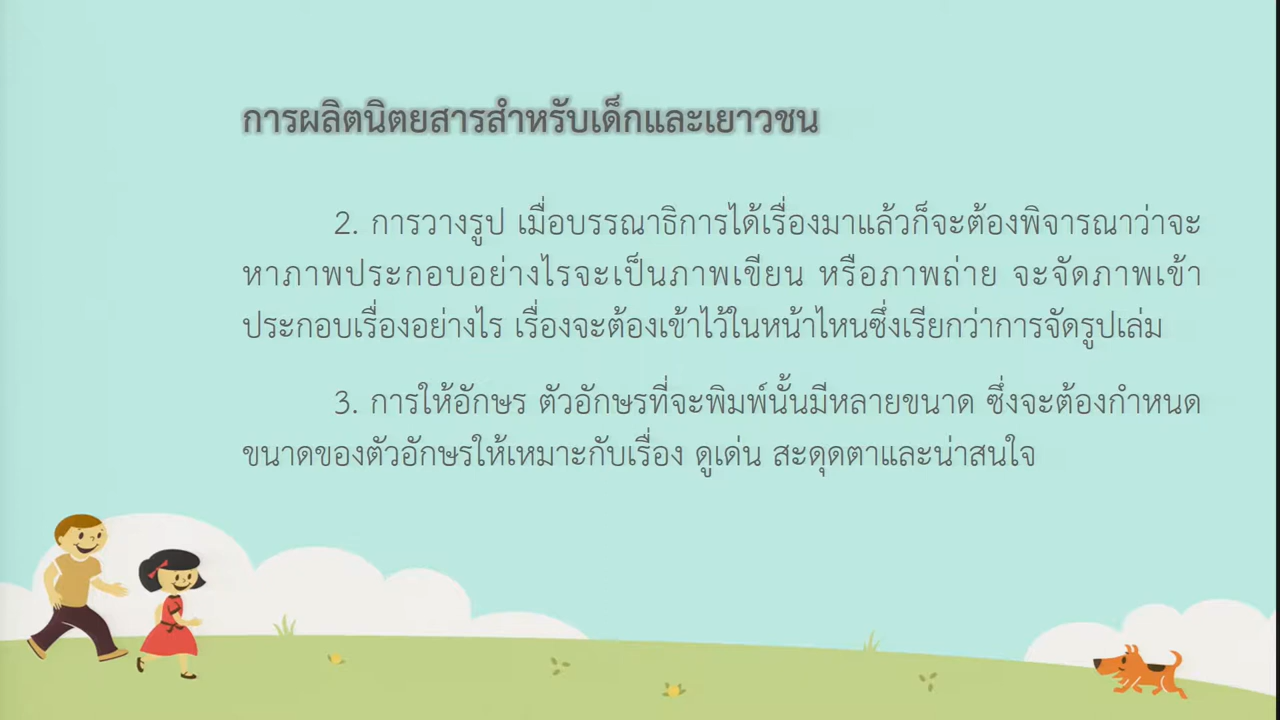 การผลิตนิตยสารสำหรับเด็กและเยาวชน
2. การวางรูป เมื่อบรรณาธิการได้เรื่องมาแล้วก็จะต้องพิจารณาว่าจะ
หาภาพประกอบอย่างไรจะเป็นภาพเขียน หรือภาพถ่าย จะจัดภาพเข้า
ประกอบเรื่องอย่างไร เรื่องจะต้องเข้าไว้ในหน้าไหนซึ่งเรียกว่าการจัดรูปเล่ม
3. การให้อักษร ตัวอักษรที่จะพิมพ์นั้นมีหลายขนาด ซึ่งจะต้องกำหนด
ขนาดของตัวอักษรให้เหมาะกับเรื่อง ดูเด่น สะดุดตาและน่าสนใจ